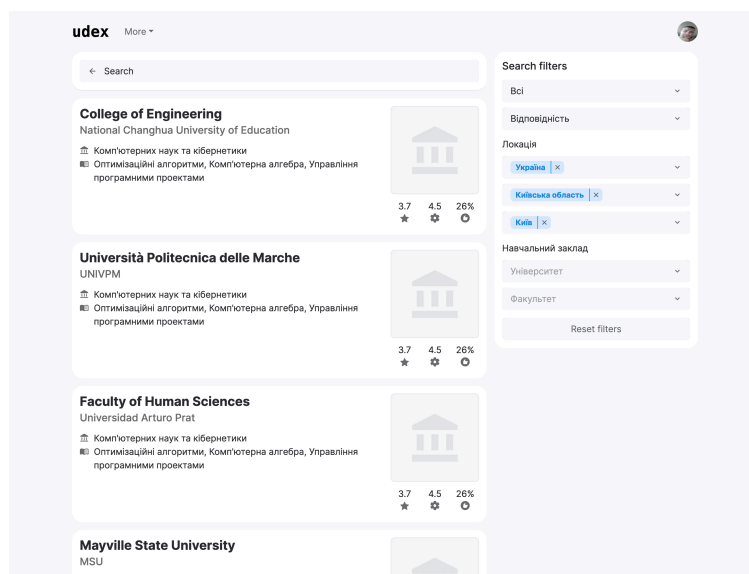 udex More
Search
College of Engineering
National Changhua University of Education
Комп'ютерних наук та кібернетики
Оптимізаційні алгоритми, Комп'ютерна алгебра, Управління
програмними проектами
3.7 4.5 26%
Università Politecnica delle Marche
UNIVPM
Комп'ютерних наук та кібернетики
Оптимізаційні алгоритми, Комп'ютерна алгебра, Управління
програмними проектами
3.7 4.5 26%
Faculty of Human Sciences
Universidad Arturo Prat
Комп'ютерних наук та кібернетики
Оптимізаційні алгоритми, Комп'ютерна алгебра, Управління
програмними проектами
3.7 4.5 26%
Mayville State University
MSU
Search filters
Всі
Відповідність
Локація
Україна ×
Київська область ×
Київ ×
Навчальний заклад
Університет
Факультет
Reset filters